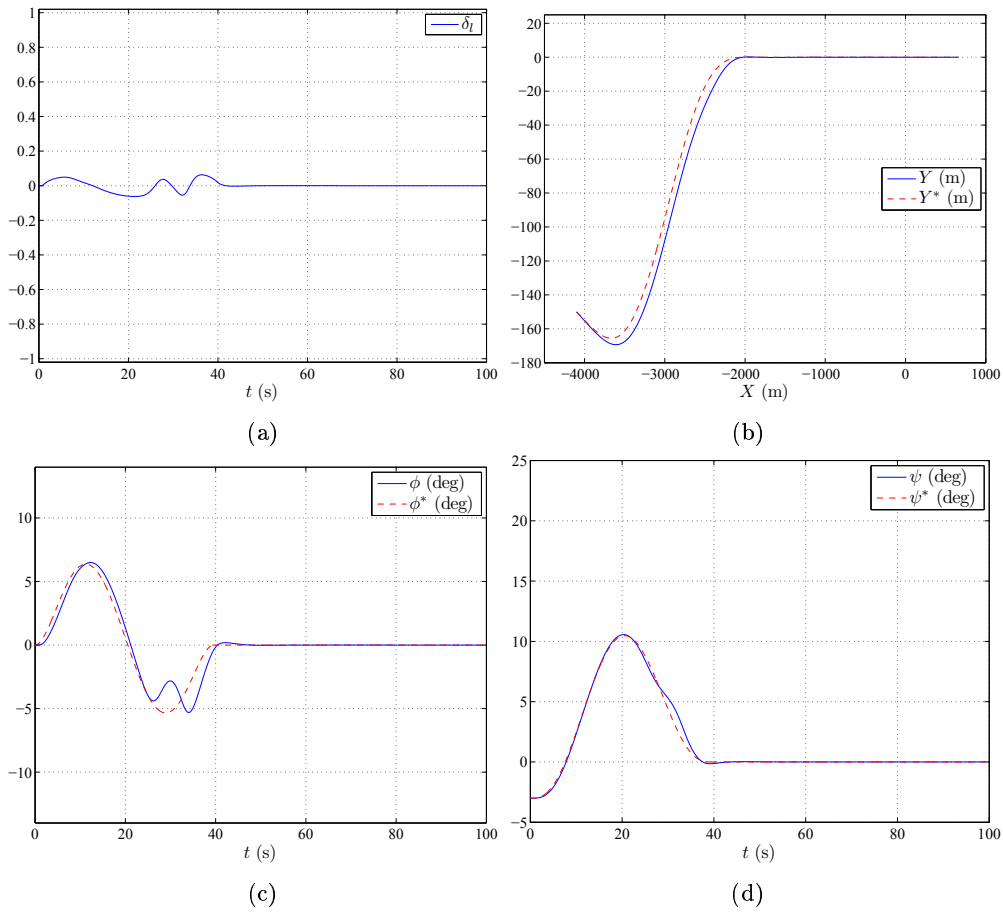 1
0.8
0.6
0.4
0.2
0
−0.2
−0.4
−0.6
−0.8
−1
0 20 40 60 80 100
t (s)
δ_l
(a)
20
0
−20
−40
−60
−80
−100
−120
−140
−160
−180
−4000 −3000 −2000 −1000 0 1000
X (m)
Y (m)
Y* (m)
(b)
10
5
0
−5
−10
0 20 40 60 80 100
t (s)
ϕ (deg)
ϕ* (deg)
(c)
25
20
15
10
5
0
−5
0 20 40 60 80 100
t (s)
ψ (deg)
ψ* (deg)
(d)